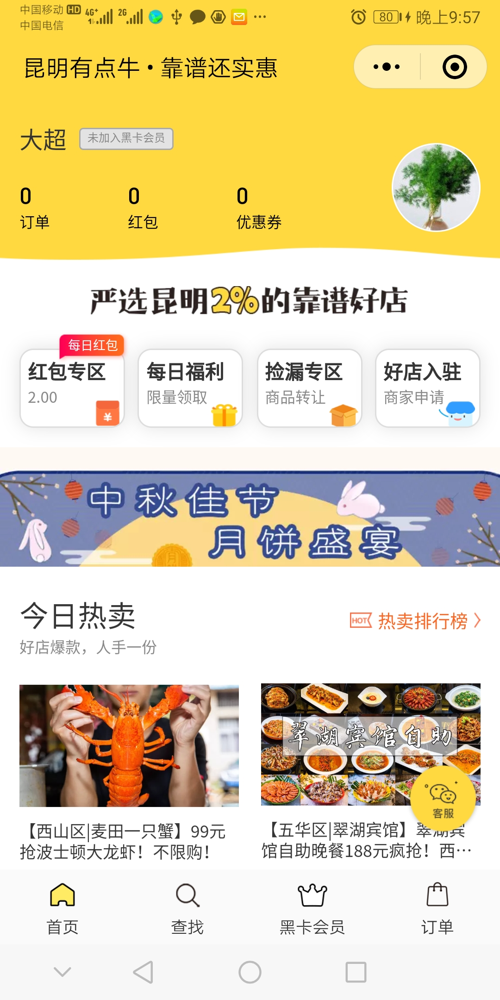 中国移动 HD 4G+ 2G
中国电信
80 晚上9:57
昆明有点牛·靠谱还实惠
大超 未加入黑卡会员
0 0 0
订单 红包 优惠券
严选昆明2%的靠谱好店
每日红包
红包专区 每日福利 捡漏专区 好店入驻
2.00 限量领取 商品转让 商家申请
¥
中秋佳节
月饼盛宴
今日热卖
HOT 热卖排行榜
好店爆款，人手一份
翠湖宾馆自助
客服
【西山区|麦田一只蟹】99元
抢波士顿大龙虾！不限购！
【五华区|翠湖宾馆】翠湖宾
馆自助晚餐188元疯抢！西…
首页 查找 黑卡会员 订单